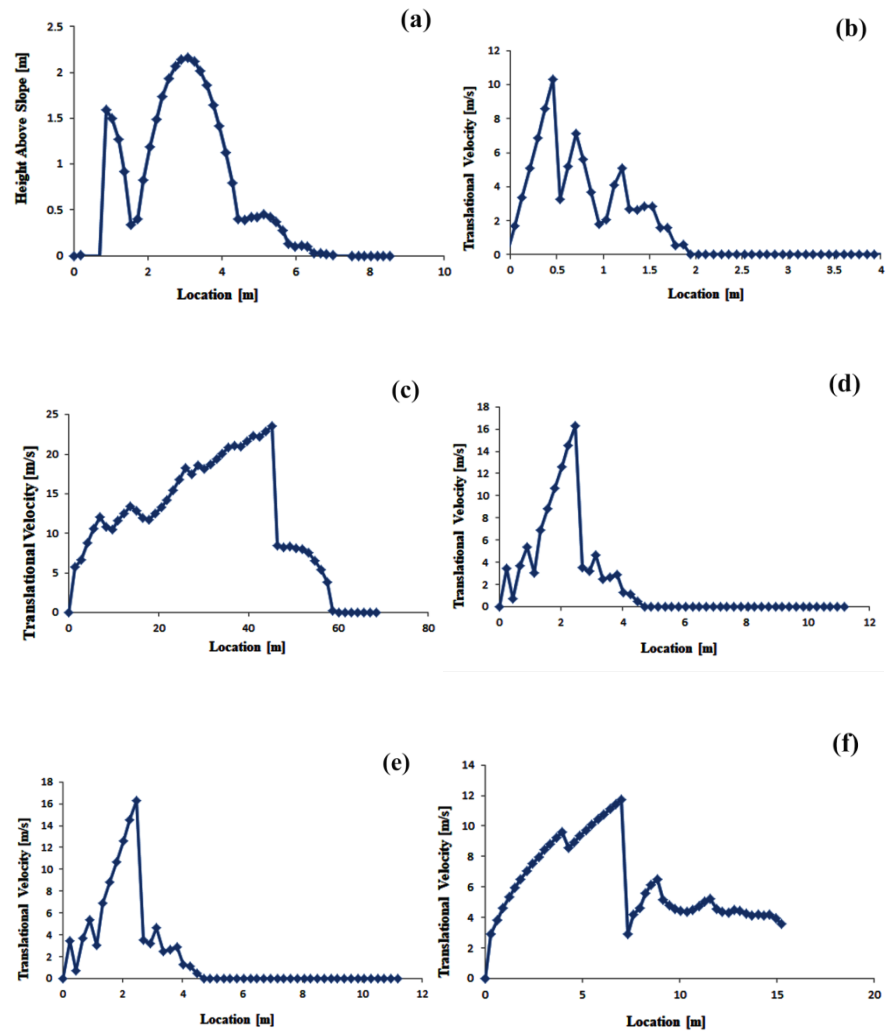 (a)
Height Above Slope [m]
2.5
2
1.5
1
0.5
0
0 2 4 6 8 10
Location [m]
(b)
Translational Velocity [m/s]
12
10
8
6
4
2
0
0 0.5 1 1.5 2 2.5 3 3.5 4
Location [m]
(c)
Translational Velocity [m/s]
25
20
15
10
5
0
0 20 40 60 80
Location [m]
(d)
Translational Velocity [m/s]
18
16
14
12
10
8
6
4
2
0
0 2 4 6 8 10 12
Location [m]
(e)
Translational Velocity [m/s]
18
16
14
12
10
8
6
4
2
0
0 2 4 6 8 10 12
Location [m]
(f)
Translational Velocity [m/s]
14
12
10
8
6
4
2
0
0 5 10 15 20
Location [m]